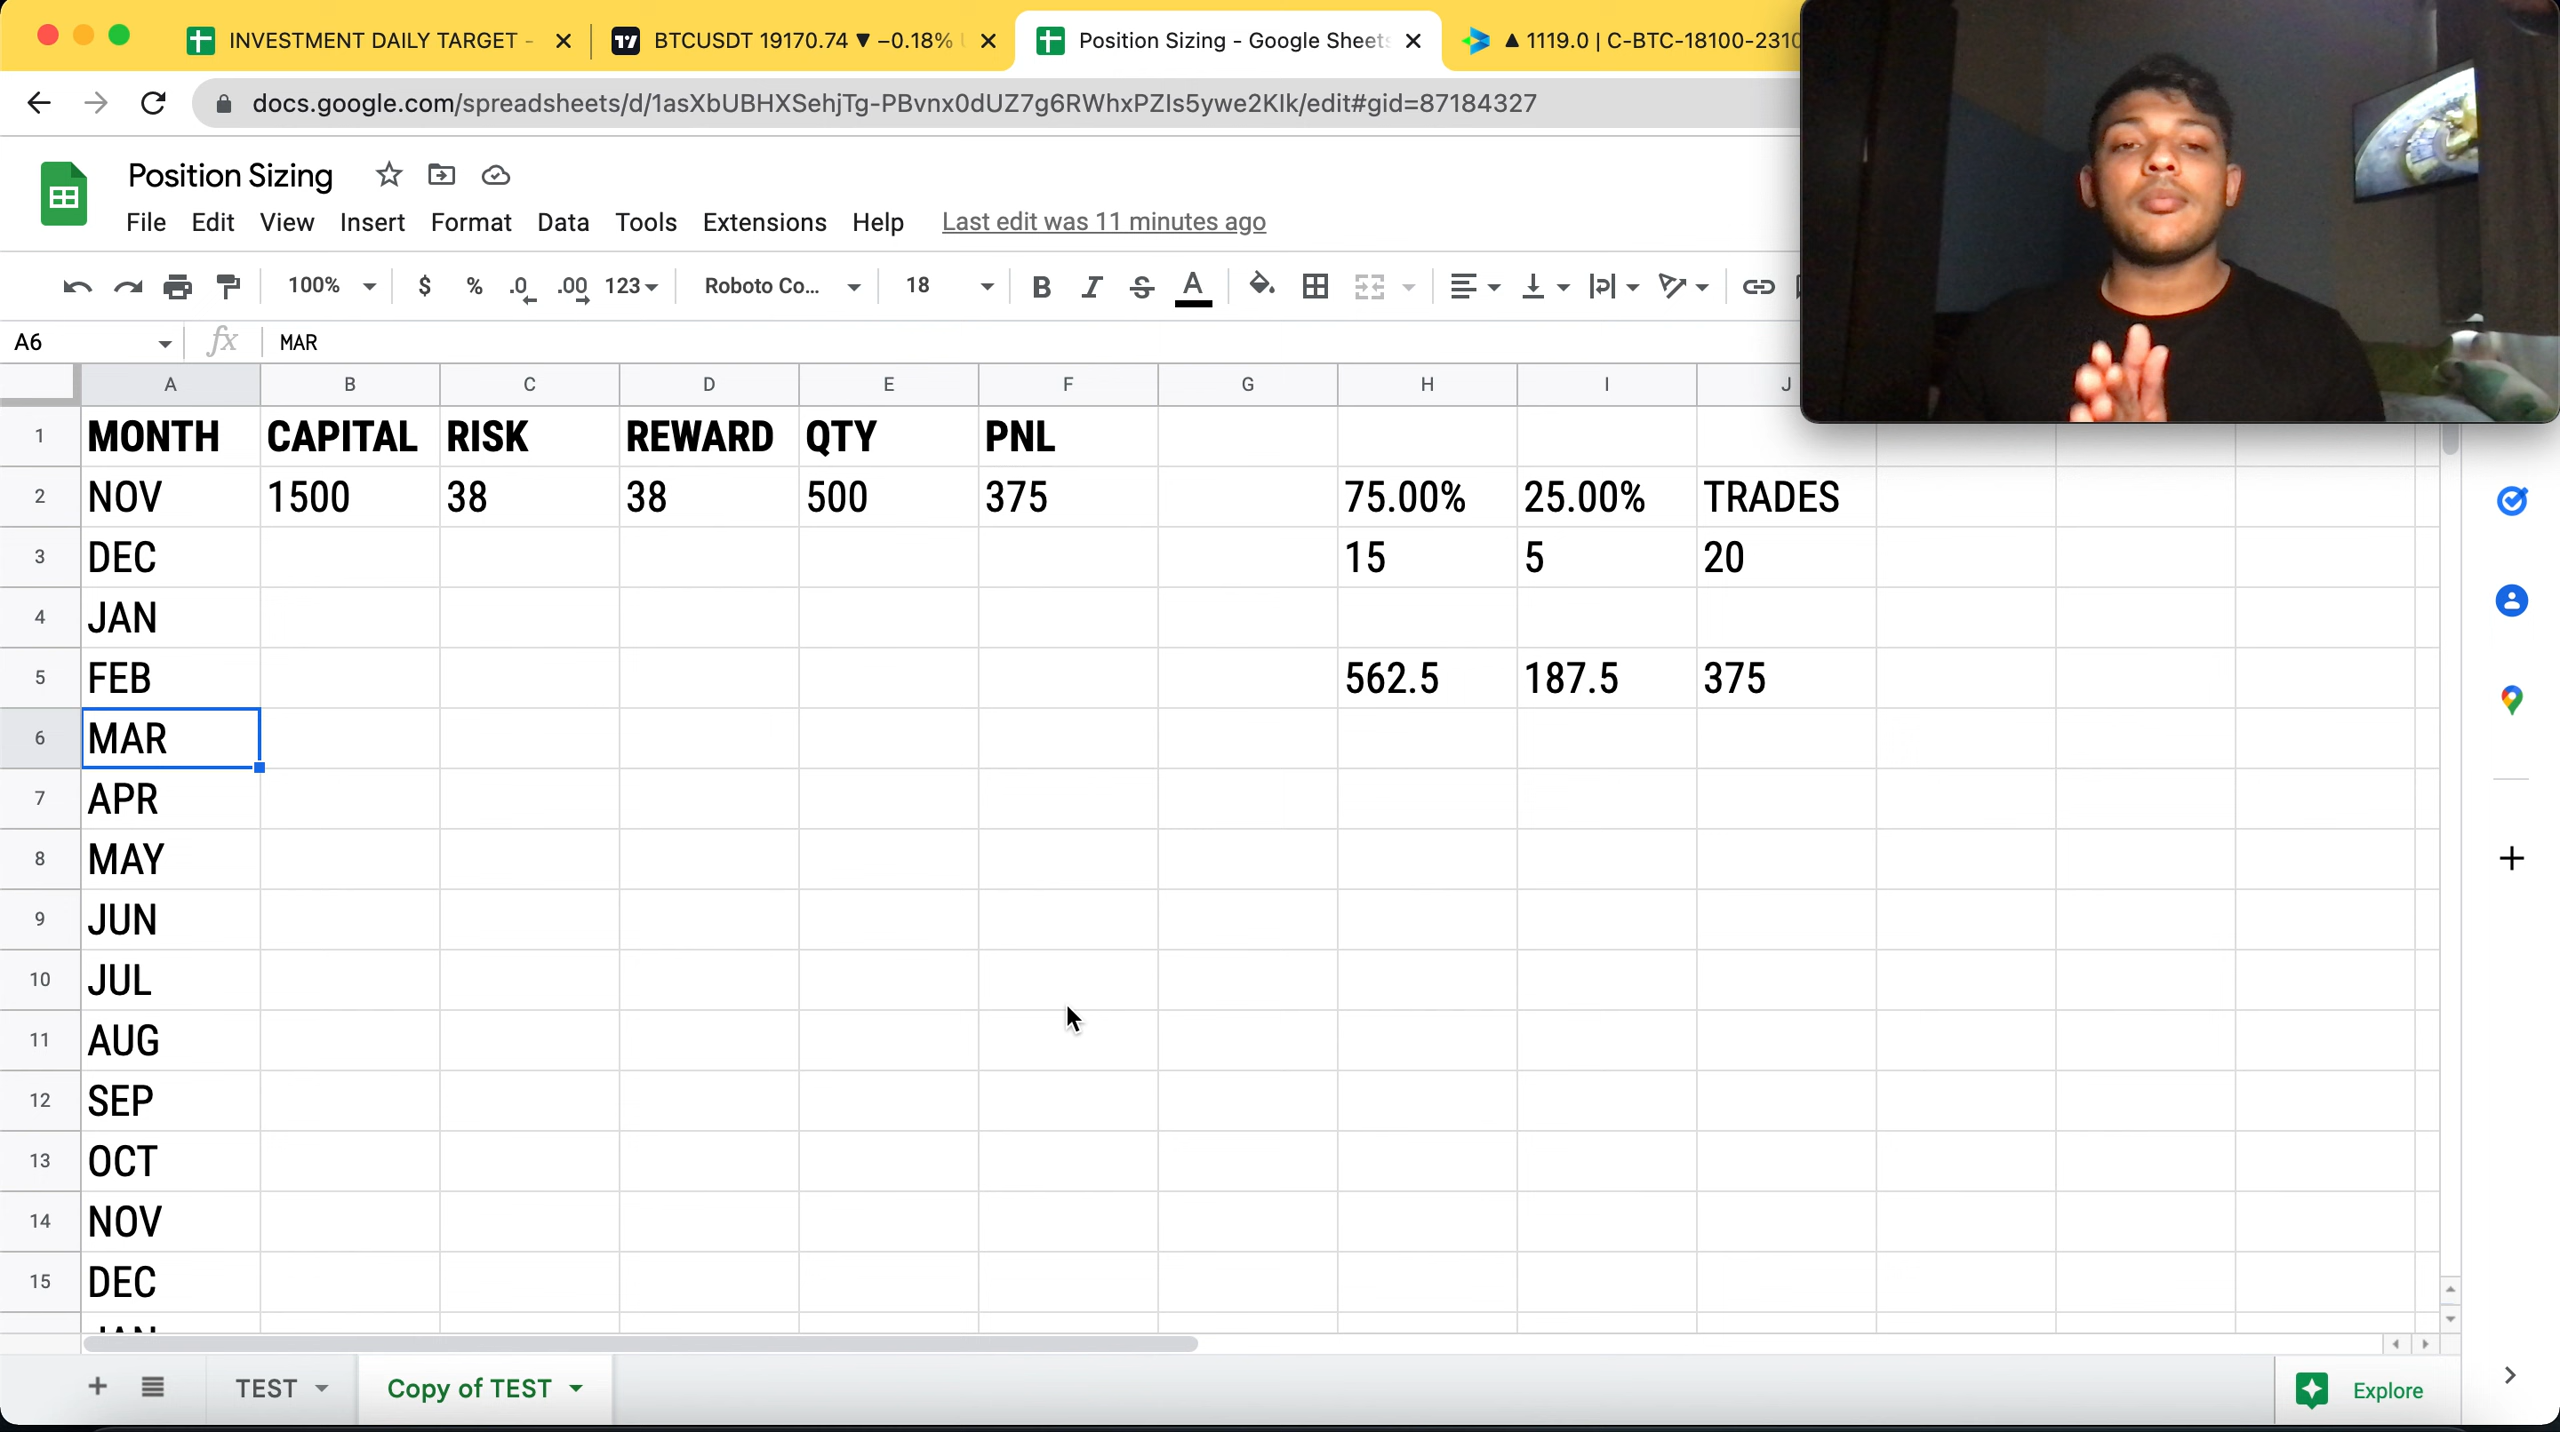 INVESTMENT DAILY TARGET -
BTCUSDT 19170.74 ▼ −0.18%
Position Sizing - Google Sheets
▲ 1119.0 | C-BTC-18100-2310
docs.google.com/spreadsheets/d/1asXbUBHXSehjTg-PBvnx0dUZ7g6RWhxPZIs5ywe2KIk/edit#gid=87184327
Position Sizing
File Edit View Insert Format Data Tools Extensions Help Last edit was 11 minutes ago
100% $ % .0 .00 123 Roboto Co... 18 B I S A
A6 fx MAR
A B C D E F G H I J
1 MONTH CAPITAL RISK REWARD QTY PNL
2 NOV 1500 38 38 500 375 75.00% 25.00% TRADES
3 DEC 15 5 20
4 JAN
5 FEB 562.5 187.5 375
6 MAR
7 APR
8 MAY
9 JUN
10 JUL
11 AUG
12 SEP
13 OCT
14 NOV
15 DEC
JAN
TEST Copy of TEST Explore